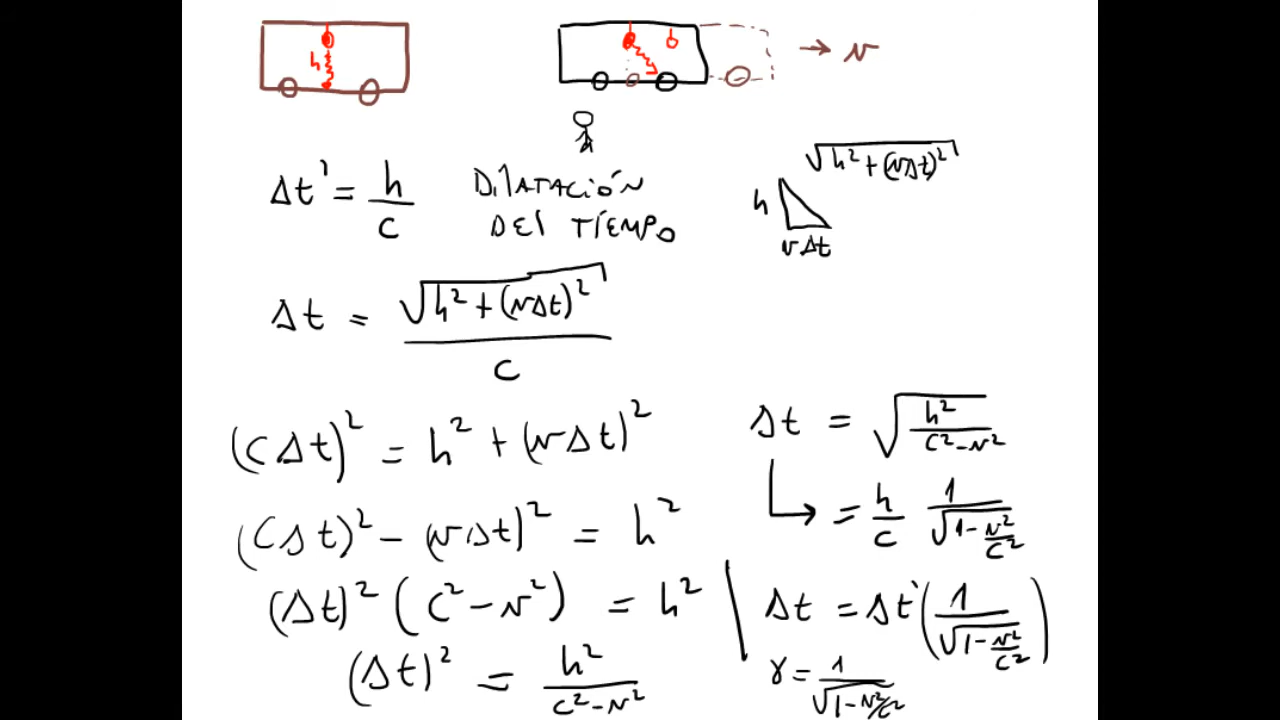 h
→ v
Δt' = h/c
DILATACIÓN
DEL TIEMPO
√(h² + (vΔt)²)
h
vΔt
Δt = √(h² + (vΔt)²) / c
(cΔt)² = h² + (vΔt)²
(cΔt)² - (vΔt)² = h²
(Δt)² (c² - v²) = h²
(Δt)² = h² / (c² - v²)
Δt = √(h² / (c² - v²))
↳ = h/c 1/√(1 - v²/c²)
Δt = Δt' (1/√(1 - v²/c²))
γ = 1/√(1 - v²/c²)